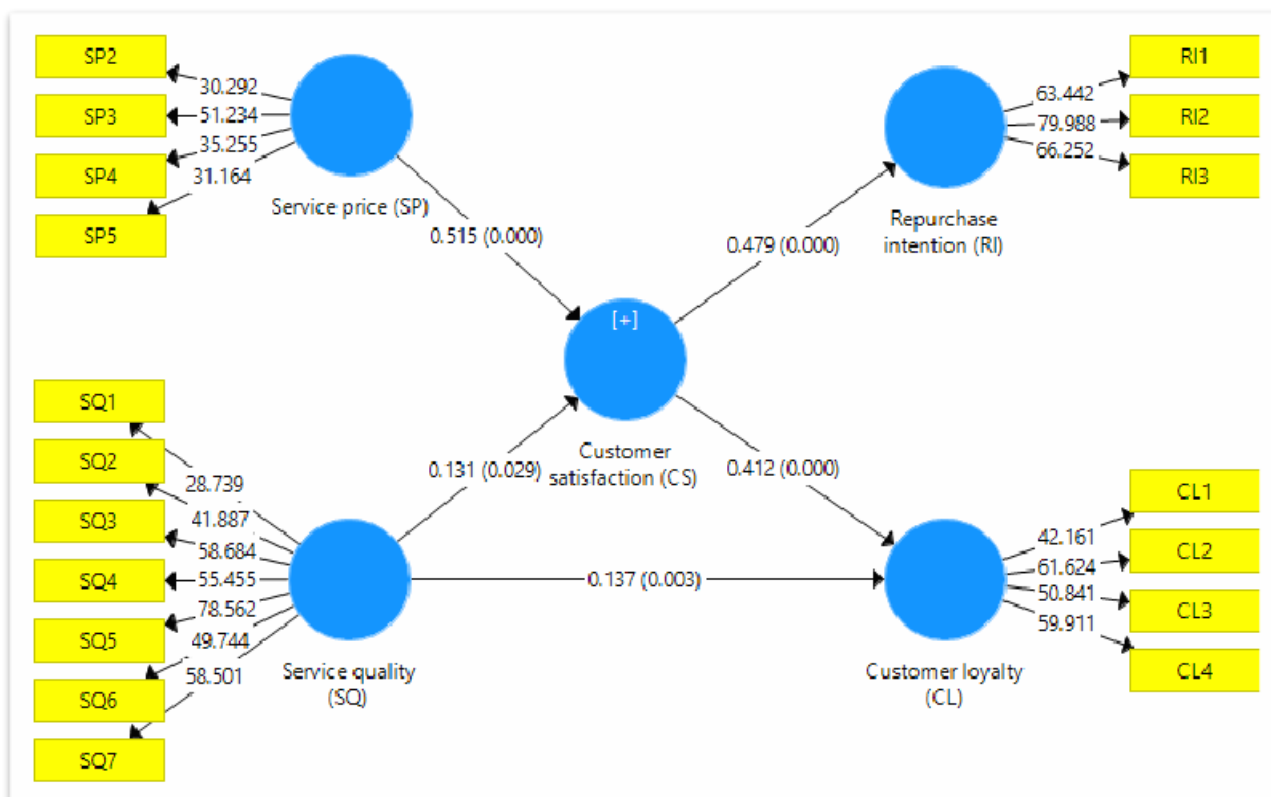 SP2
SP3
SP4
SP5
30.292
51.234
35.255
31.164
Service price (SP)
RI1
RI2
RI3
63.442
79.988
66.252
Repurchase
intention (RI)
0.515 (0.000)
0.479 (0.000)
[+]
Customer
satisfaction (CS)
0.131 (0.029)
0.412 (0.000)
0.137 (0.003)
SQ1
SQ2
SQ3
SQ4
SQ5
SQ6
SQ7
28.739
41.887
58.684
55.455
78.562
49.744
58.501
Service quality
(SQ)
CL1
CL2
CL3
CL4
42.161
61.624
50.841
59.911
Customer loyalty
(CL)